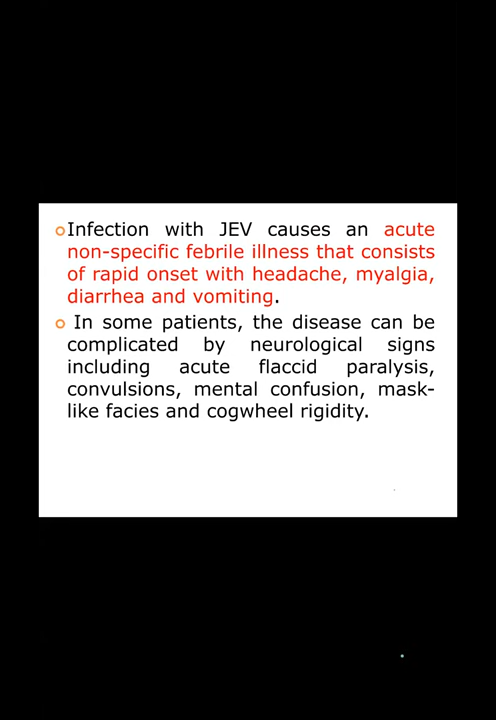 Infection with JEV causes an acute
non-specific febrile illness that consists
of rapid onset with headache, myalgia,
diarrhea and vomiting.
In some patients, the disease can be
complicated by neurological signs
including acute flaccid paralysis,
convulsions, mental confusion, mask-
like facies and cogwheel rigidity.